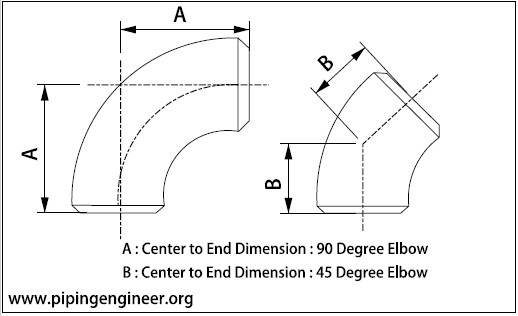 A
B
A
B
A : Center to End Dimension : 90 Degree Elbow
B : Center to End Dimension : 45 Degree Elbow
www.pipingengineer.org